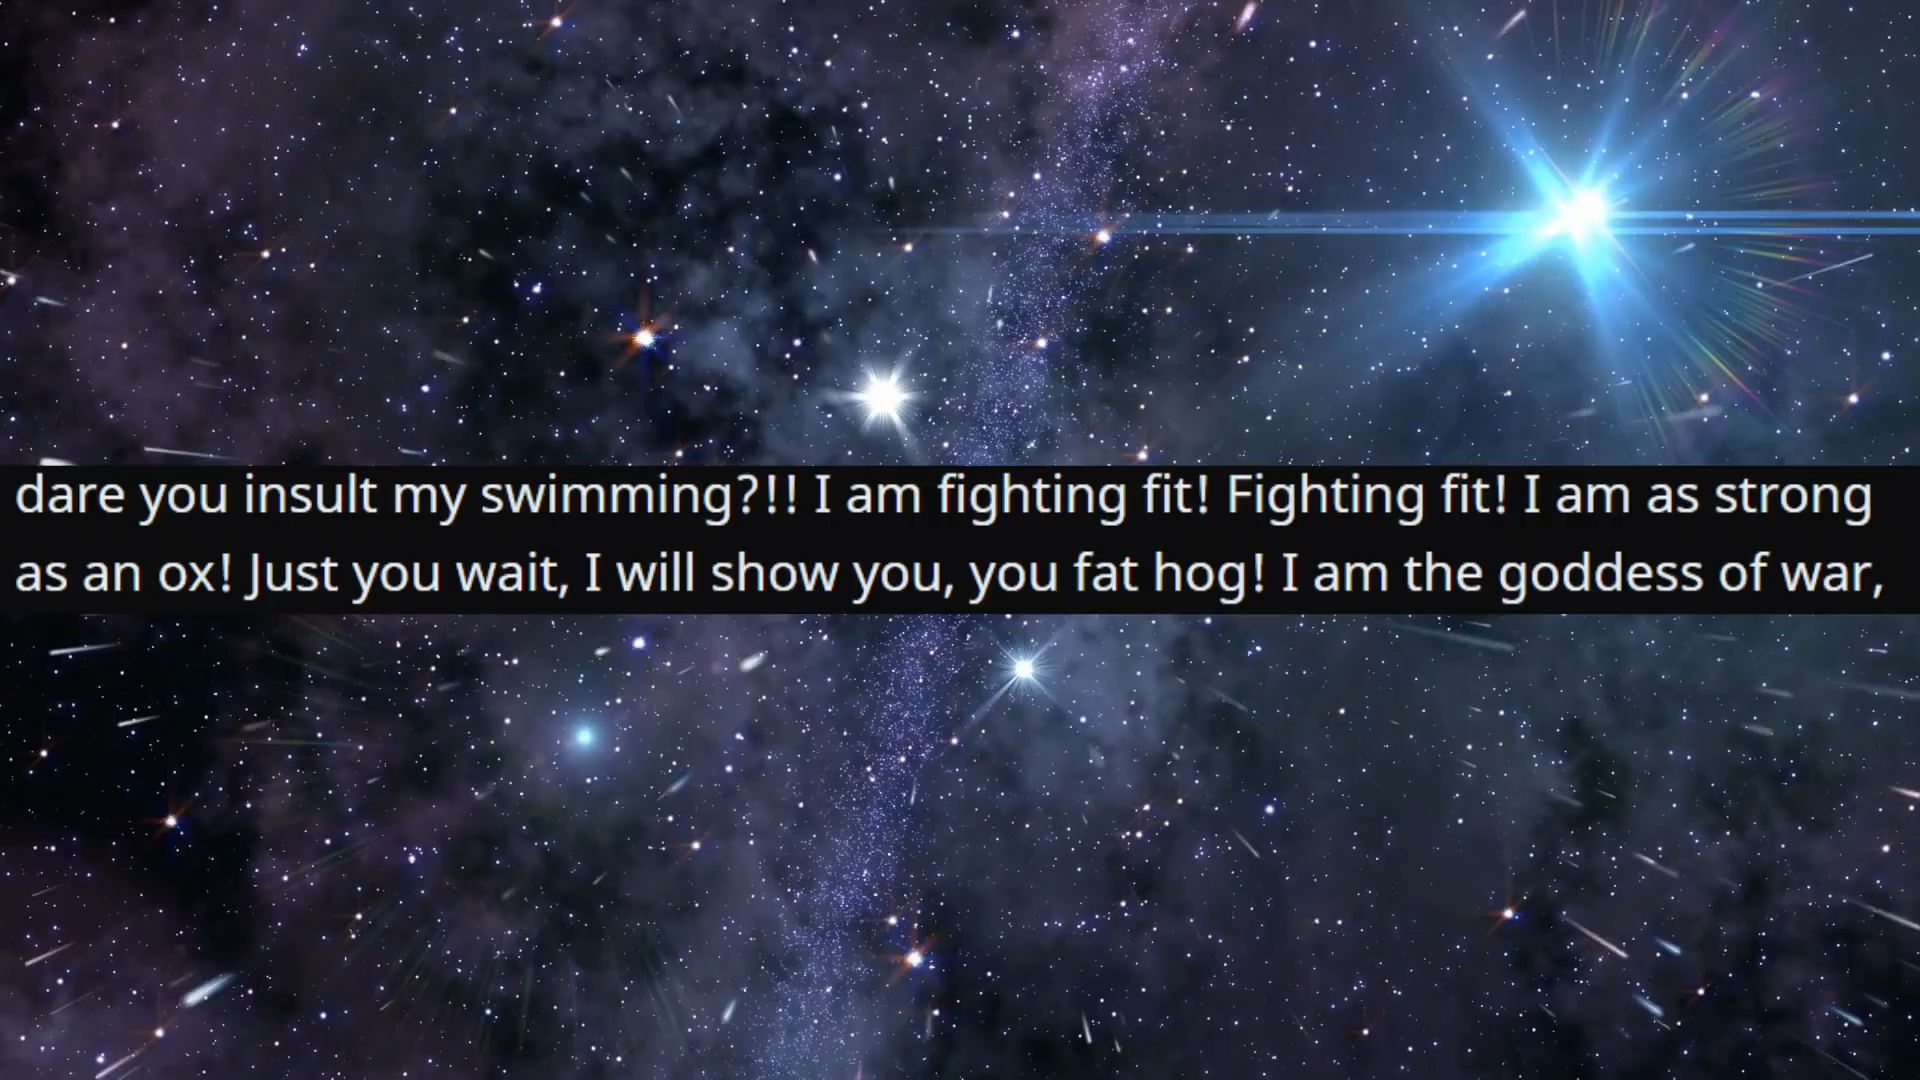 dare you insult my swimming?!! I am fighting fit! Fighting fit! I am as strong
as an ox! Just you wait, I will show you, you fat hog! I am the goddess of war,